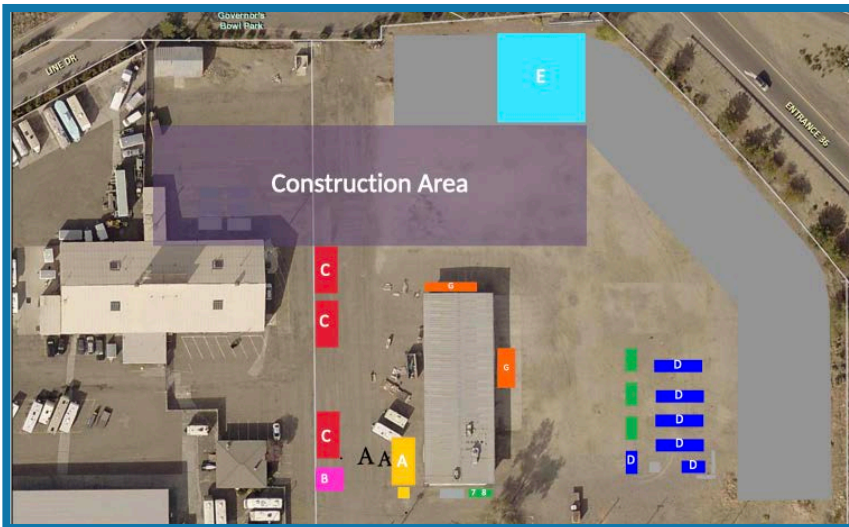 Governor's
Bowl Park
LINE DR
E
ENTRANCE 36
Construction Area
C
G
C
G
D
D
D
C
D
A A A
D
D
B
7 8